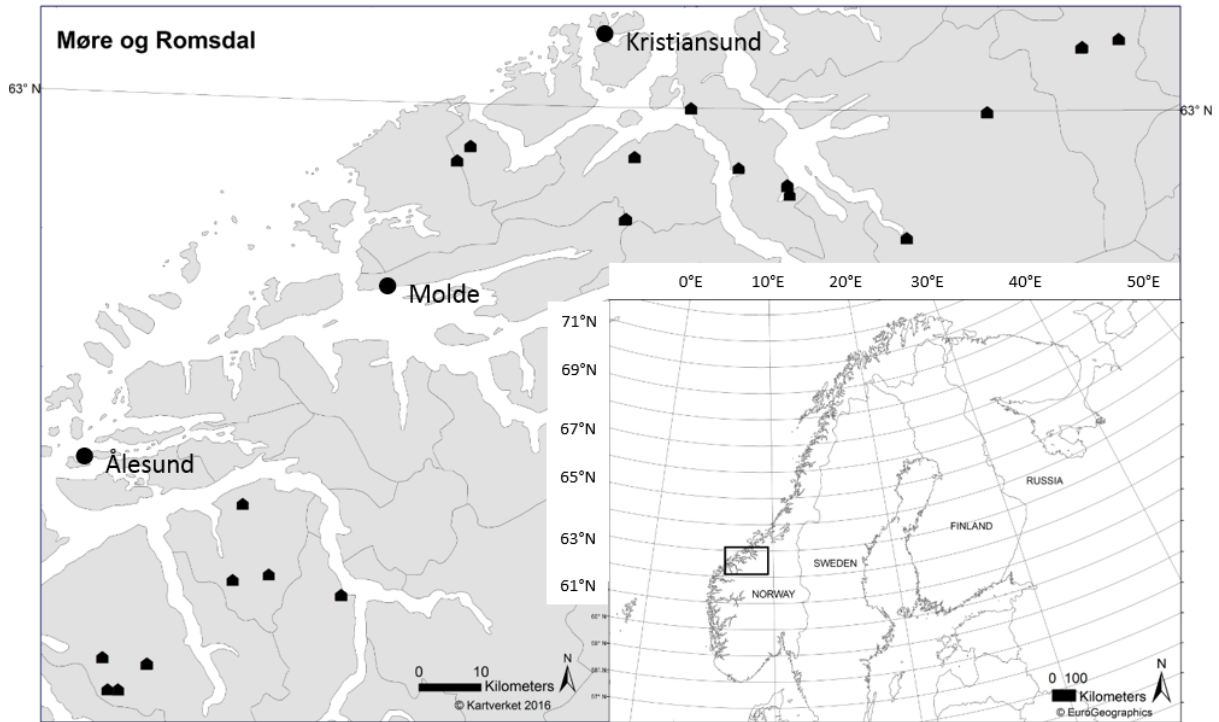 Møre og Romsdal
Kristiansund
63° N
63° N
Molde
Ålesund
0 10
Kilometers
N
© Kartverket 2016
0°E 10°E 20°E 30°E 40°E 50°E
71°N
69°N
67°N
65°N
63°N
61°N
RUSSIA
FINLAND
SWEDEN
NORWAY
0 100
Kilometers
N
© EuroGeographics